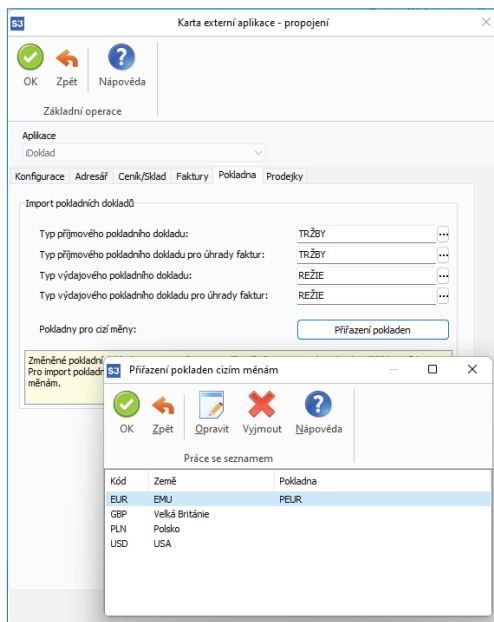 S3 Karta externí aplikace - propojení
OK Zpět Nápověda
Základní operace
Aplikace
iDoklad
Konfigurace Adresář Ceník/Sklad Faktury Pokladna Prodejky
Import pokladních dokladů
Typ příjmového pokladního dokladu: TRŽBY ...
Typ příjmového pokladního dokladu pro úhrady faktur: TRŽBY ...
Typ výdajového pokladního dokladu: REŽIE ...
Typ výdajového pokladního dokladu pro úhrady faktur: REŽIE ...
Pokladny pro cizí měny: Přiřazení pokladen
Změněné pokladní
Pro import pokladn
měnám.
S3 Přiřazení pokladen cizím měnám
OK Zpět Opravit Vyjmout Nápověda
Práce se seznamem
Kód Země Pokladna
EUR EMU PEUR
GBP Velká Británie
PLN Polsko
USD USA